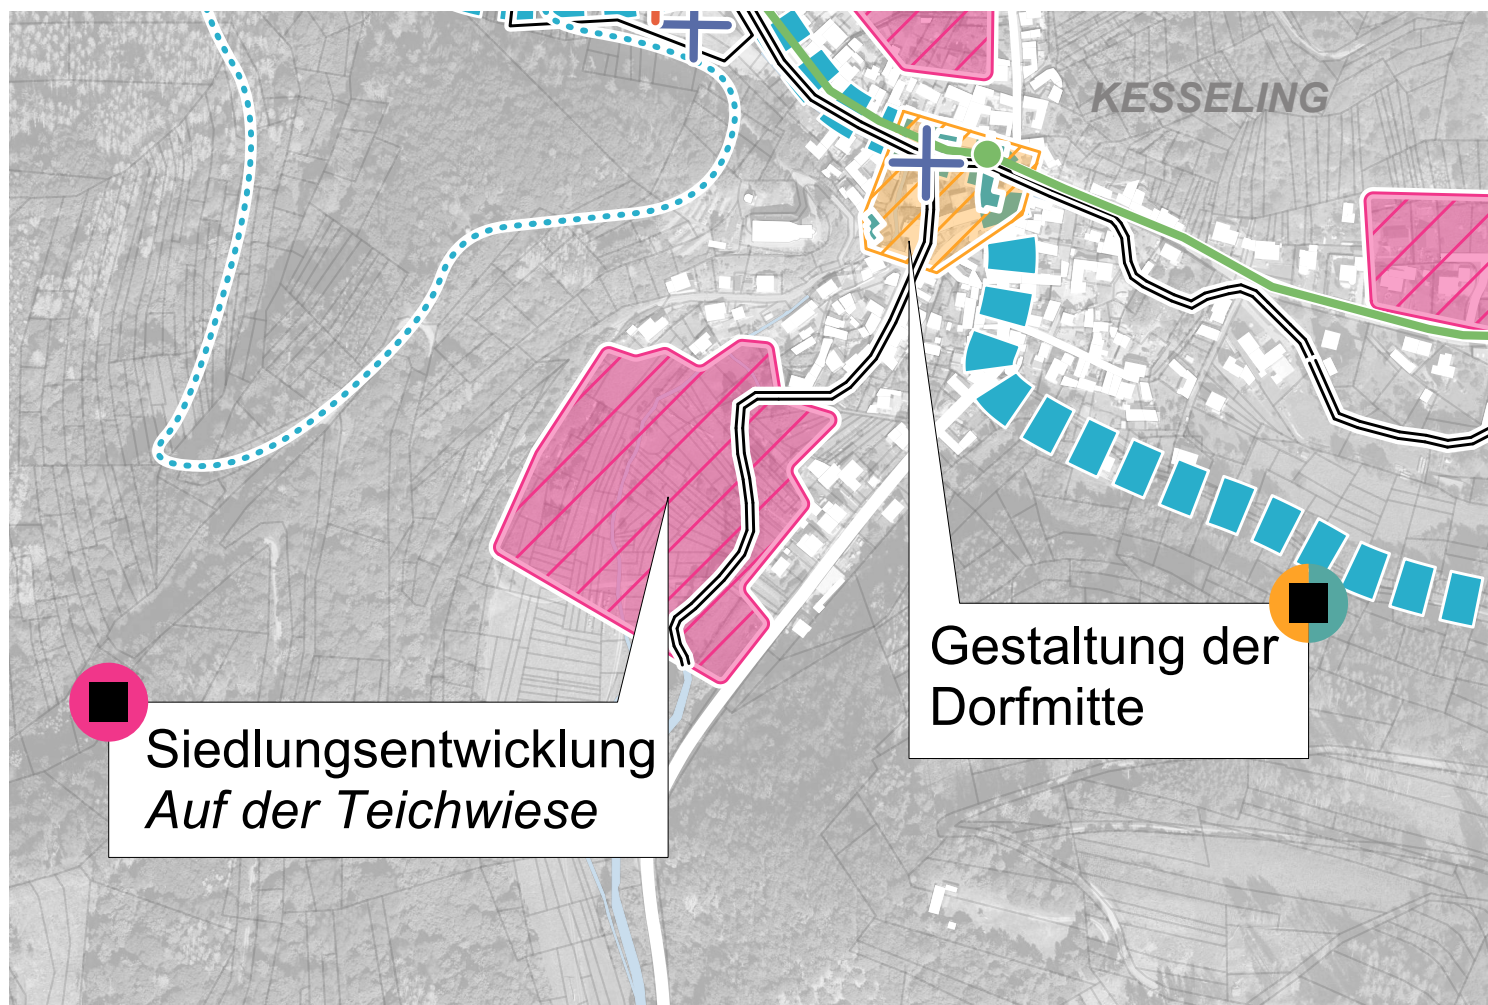 KESSELING
Gestaltung der
Dorfmitte
Siedlungsentwicklung
Auf der Teichwiese